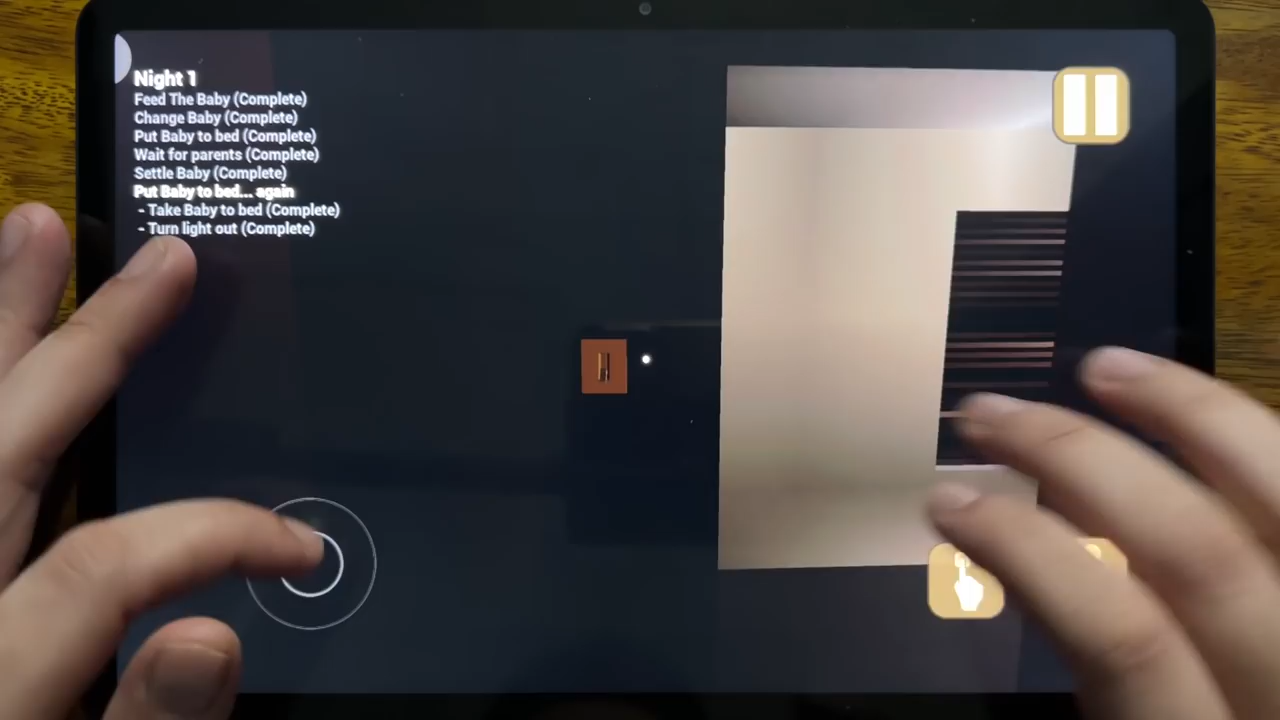 Night 1
Feed The Baby (Complete)
Change Baby (Complete)
Put Baby to bed (Complete)
Wait for parents (Complete)
Settle Baby (Complete)
Put Baby to bed... again
- Take Baby to bed (Complete)
- Turn light out (Complete)